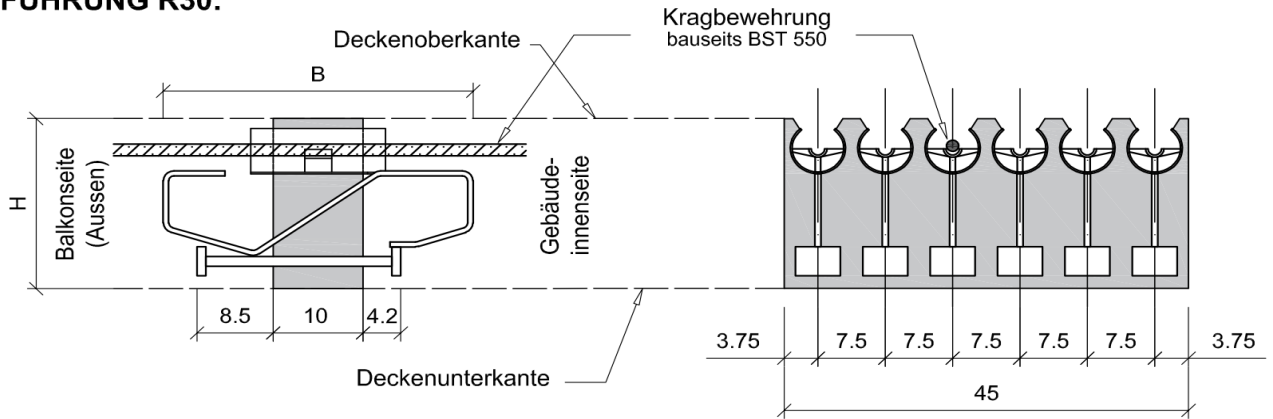 FÜHRUNG R30:
Kragbewehrung
bauseits BST 550
Deckenoberkante
B
H
Balkonseite
(Aussen)
Gebäude-
innenseite
8.5 10 4.2
3.75 7.5 7.5 7.5 7.5 7.5 3.75
Deckenunterkante
45